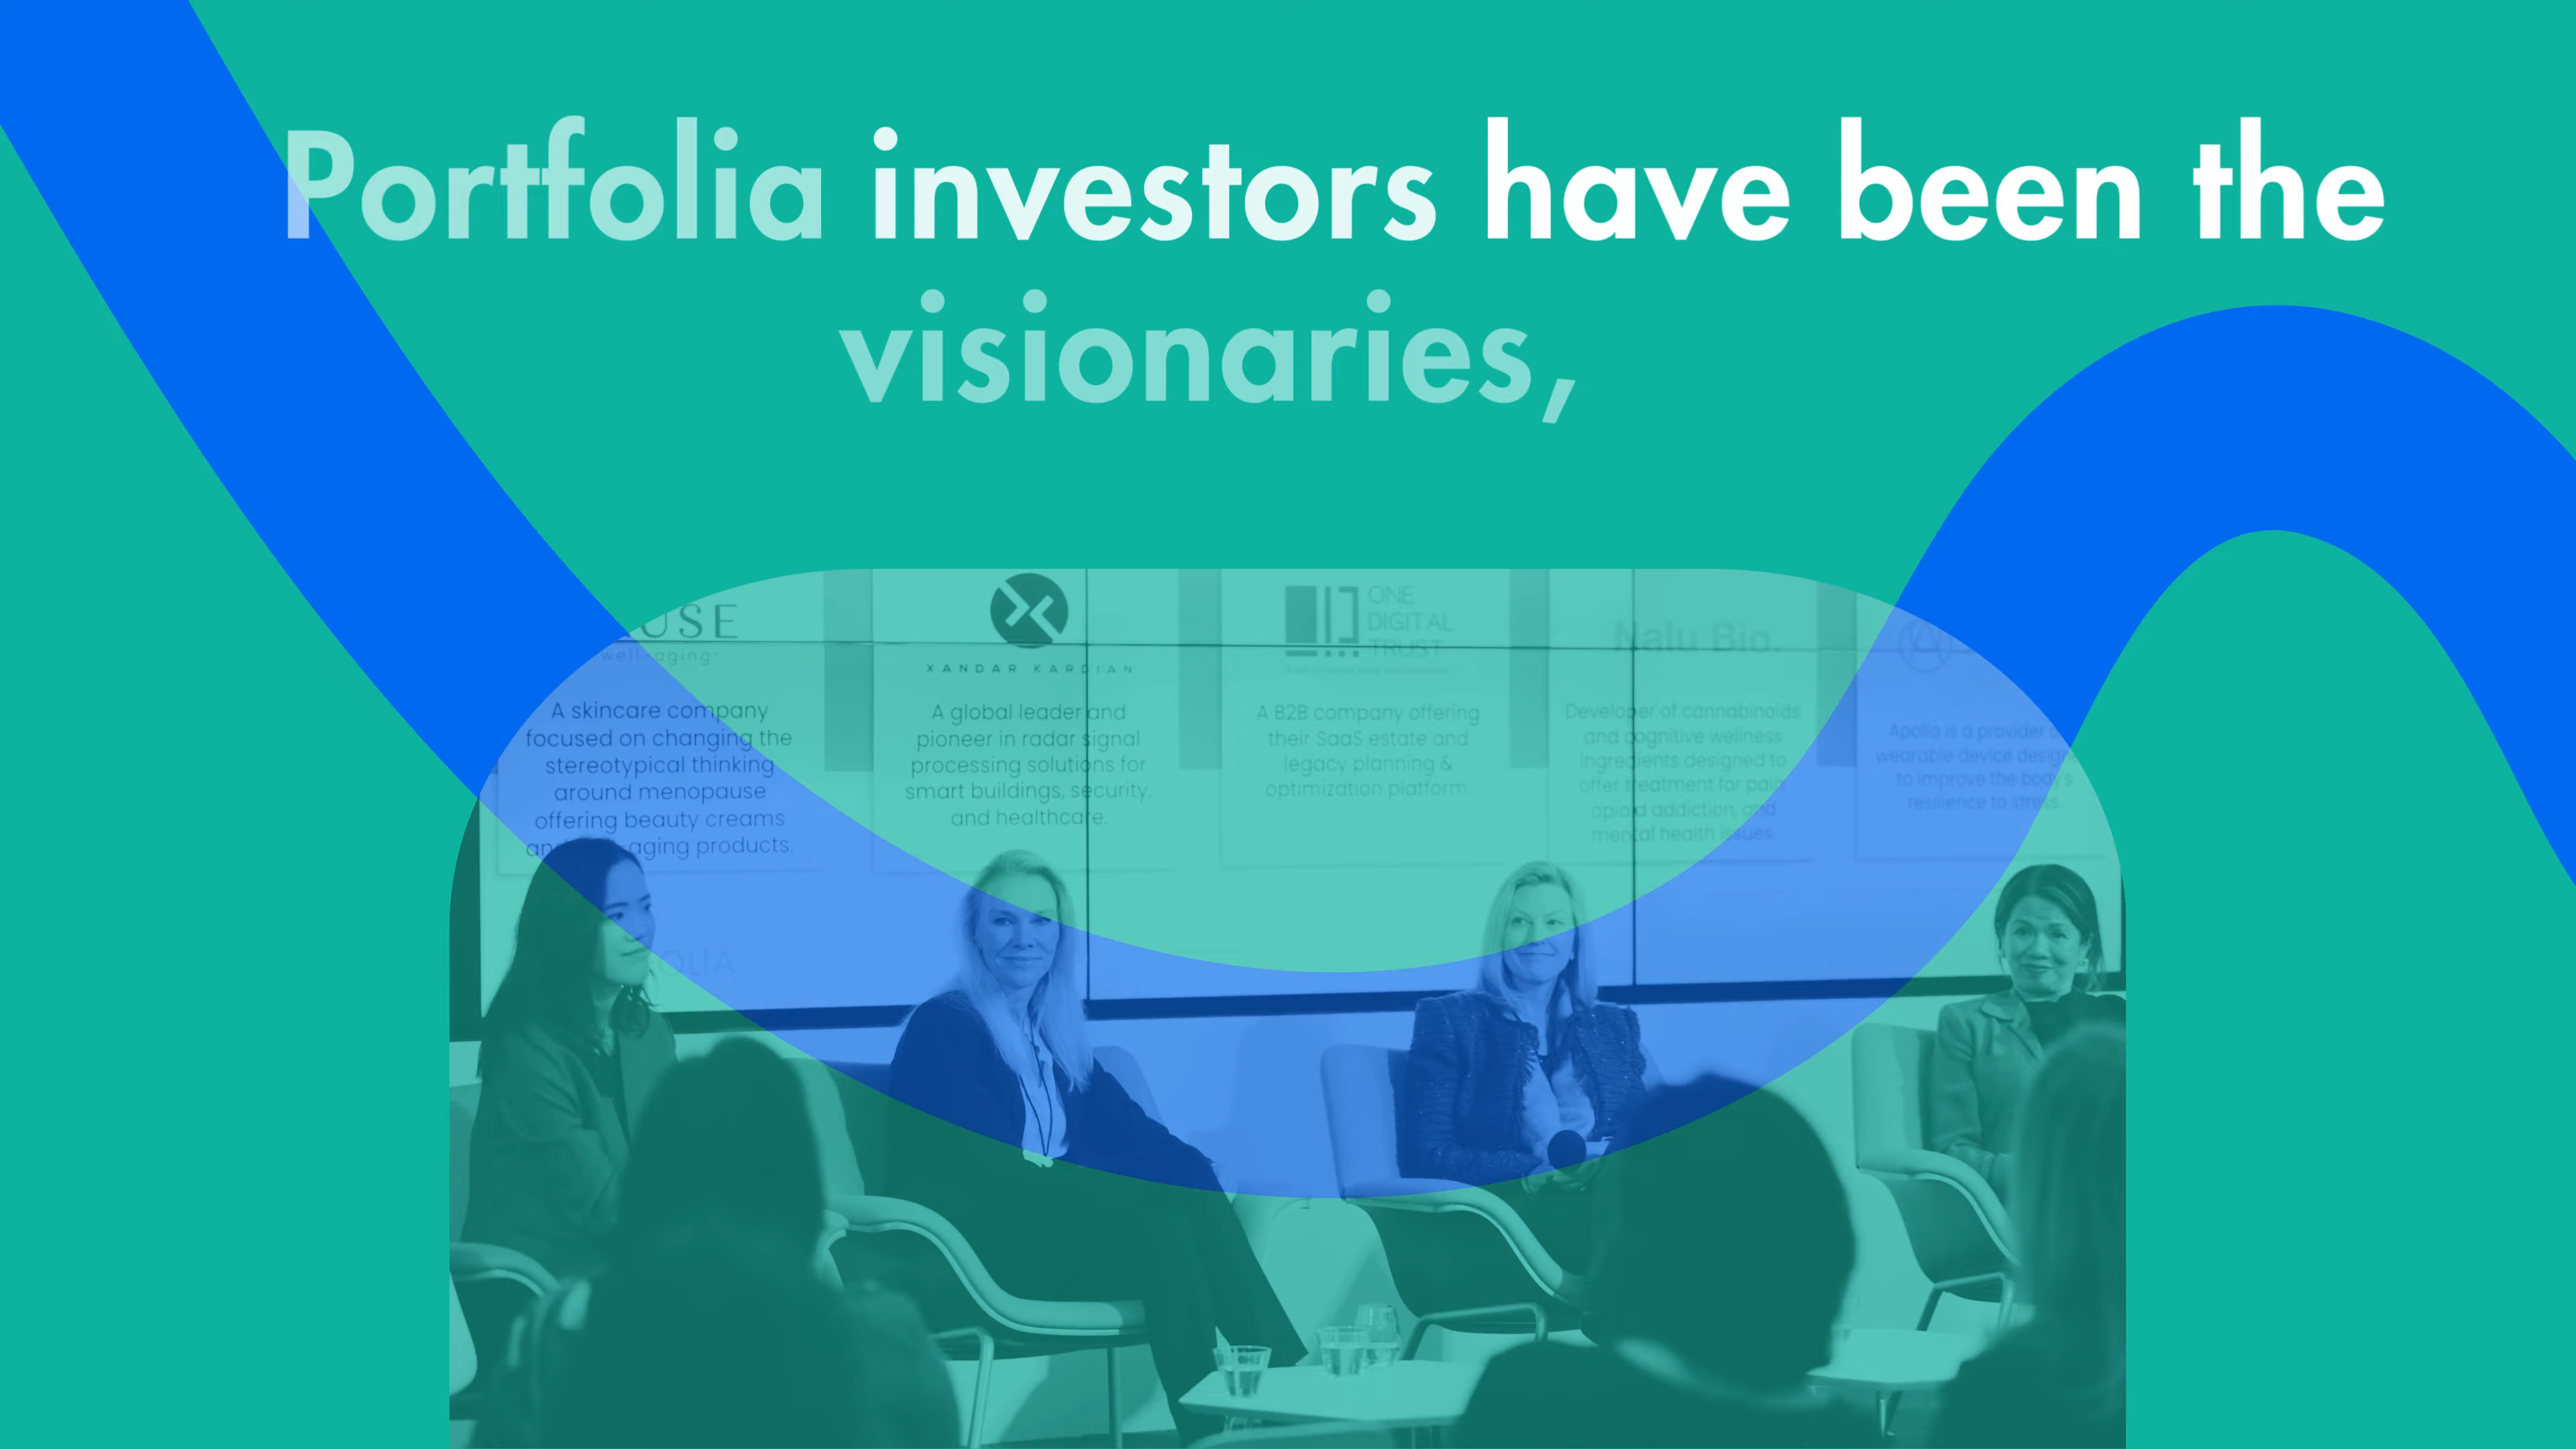 Portfolia investors have been the
visionaries,
USE
well-aging
A skincare company
focused on changing the
stereotypical thinking
around menopause
offering beauty creams
aging products.
XANDAR KARDIAN
A global leader and
pioneer in radar signal
processing solutions for
smart buildings, security,
and healthcare.
ONE
DIGITAL
TRUST
A B2B company offering
their SaaS estate and
legacy planning &
optimization platform.
Nalu Bio.
Developer of cannabinoids
and cognitive wellness
ingredients designed to
offer treatment for pain,
opioid addiction, and
mental health issues.
Apollo is a provider
wearable device
to improve the body's
resilience to stress.
OLIA